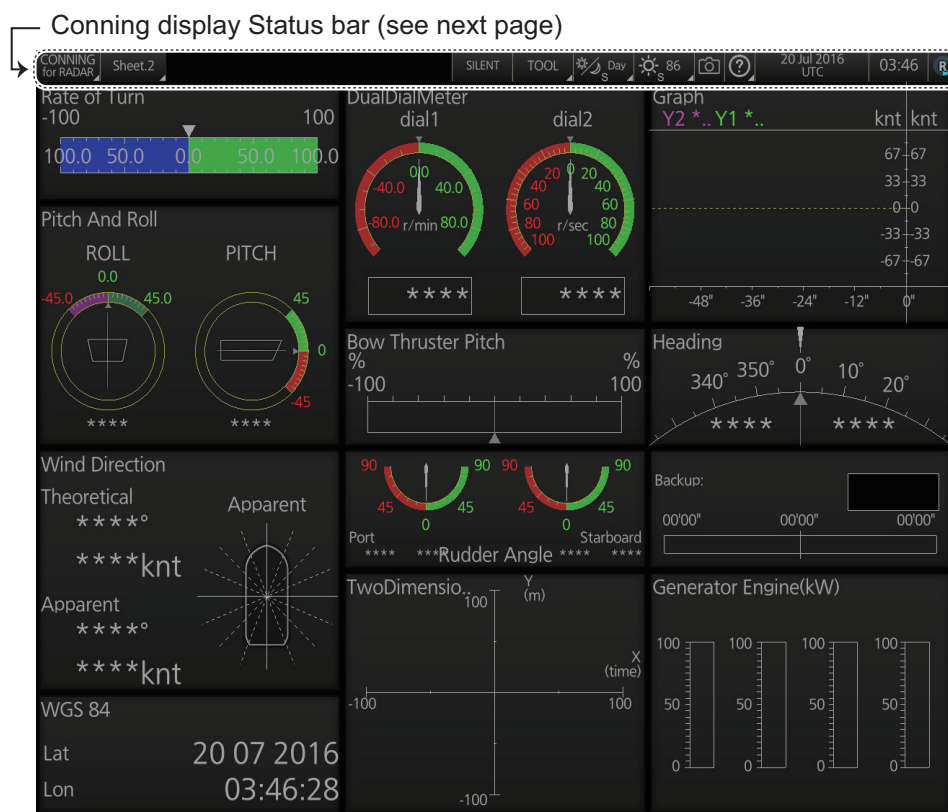 Conning display Status bar (see next page)
CONNING
for RADAR
Sheet.2
SILENT
TOOL
Day
S
S
86
?
20 Jul 2016
UTC
03:46
R
Rate of Turn
-100 100
100.0 50.0 0.0 50.0 100.0
Pitch And Roll
ROLL PITCH
0.0
-45.0 45.0
45
0
-45
**** ****
Wind Direction
Theoretical
****°
****knt
Apparent
****°
****knt
Apparent
WGS 84
Lat 20 07 2016
Lon 03:46:28
DualDialMeter
dial1 dial2
0.0
-40.0 40.0
-80.0 r/min 80.0
0
20 20
40 40
60 60
80 r/sec 80
100 100
**** ****
Bow Thruster Pitch
% %
-100 100
90 90 90 90
45 45 45 45
0 0
Port Starboard
**** **** Rudder Angle **** ****
TwoDimensio..
Y
(m)
100
X
(time)
-100 100
-100
Graph
Y2 *.. Y1 *.. knt knt
67 67
33 33
0 0
-33 -33
-67 -67
-48" -36" -24" -12" 0"
Heading
340° 350° 0° 10° 20°
**** ****
Backup:
00'00" 00'00" 00'00"
Generator Engine(kW)
100 100 100 100
50 50 50 50
0 0 0 0